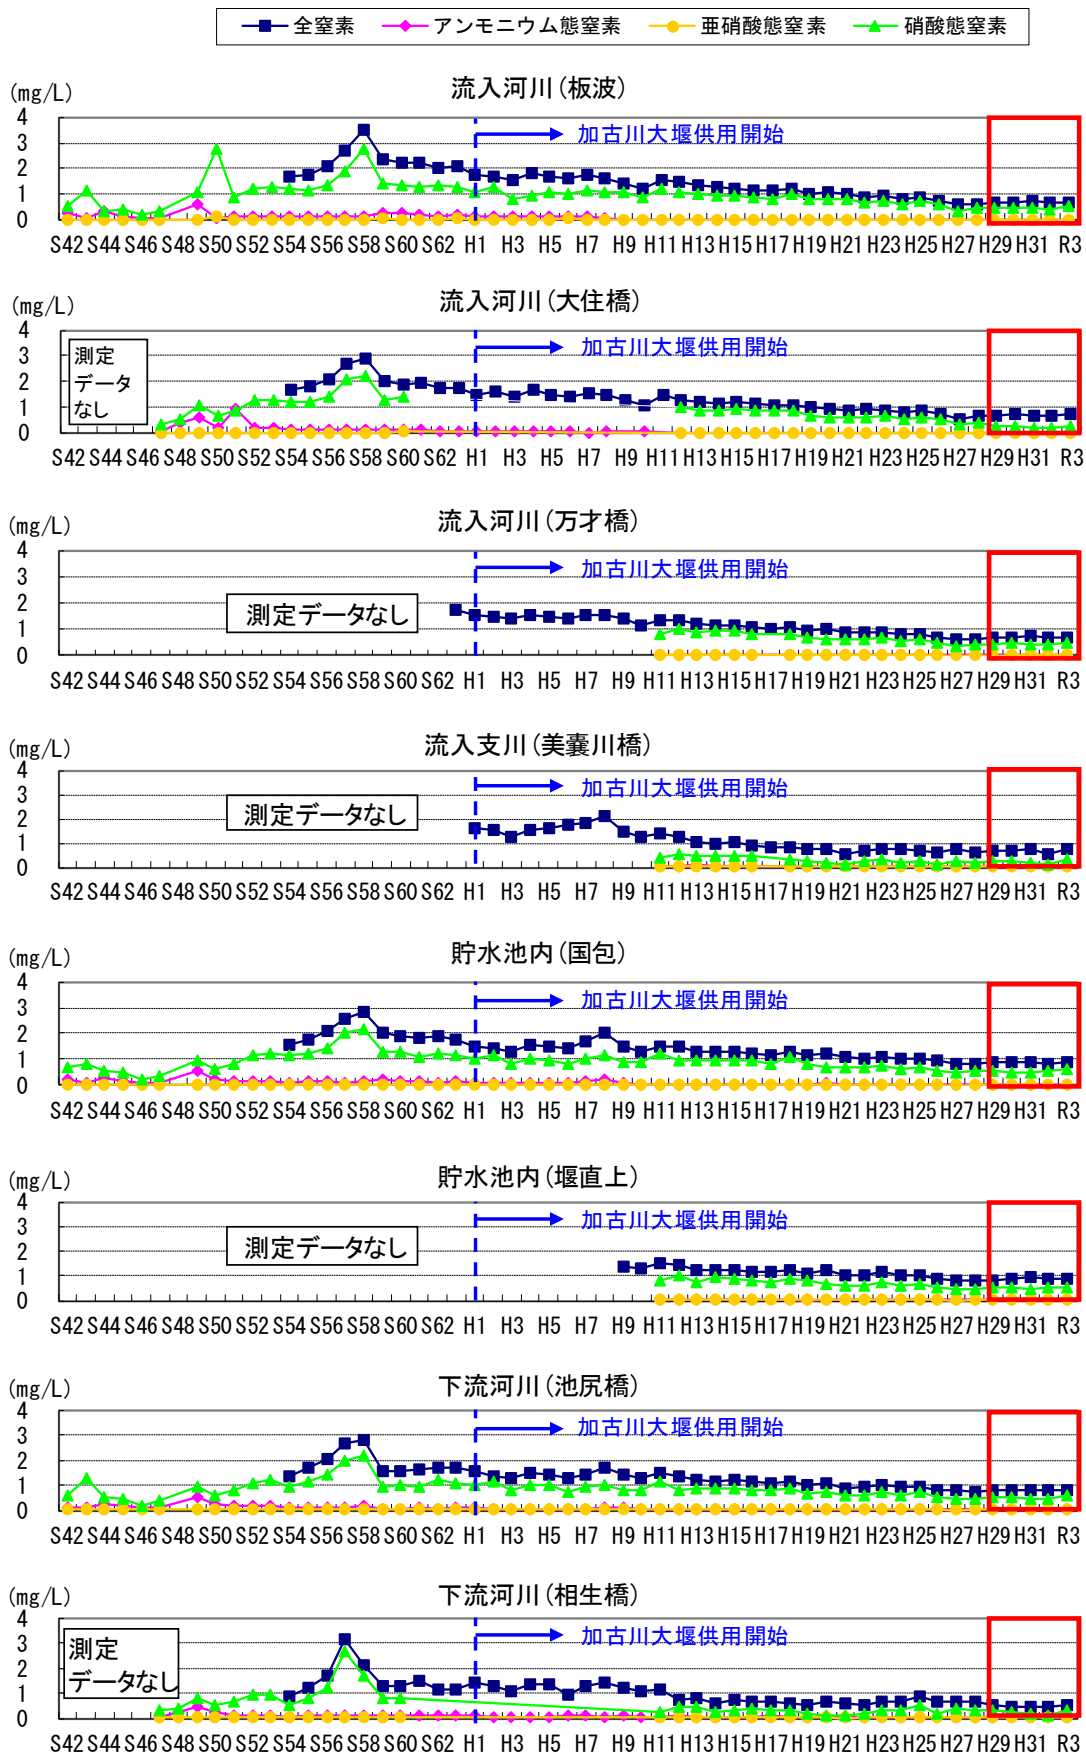 全窒素 アンモニウム態窒素 亜硝酸態窒素 硝酸態窒素
流入河川(板波)
(mg/L)
加古川大堰供用開始
4
3
2
1
0
S42 S44 S46 S48 S50 S52 S54 S56 S58 S60 S62 H1 H3 H5 H7 H9 H11 H13 H15 H17 H19 H21 H23 H25 H27 H29 H31 R3
流入河川(大住橋)
(mg/L)
加古川大堰供用開始
測定
データ
なし
4
3
2
1
0
S42 S44 S46 S48 S50 S52 S54 S56 S58 S60 S62 H1 H3 H5 H7 H9 H11 H13 H15 H17 H19 H21 H23 H25 H27 H29 H31 R3
流入河川(万才橋)
(mg/L)
加古川大堰供用開始
測定データなし
4
3
2
1
0
S42 S44 S46 S48 S50 S52 S54 S56 S58 S60 S62 H1 H3 H5 H7 H9 H11 H13 H15 H17 H19 H21 H23 H25 H27 H29 H31 R3
流入支川(美嚢川橋)
(mg/L)
加古川大堰供用開始
測定データなし
4
3
2
1
0
S42 S44 S46 S48 S50 S52 S54 S56 S58 S60 S62 H1 H3 H5 H7 H9 H11 H13 H15 H17 H19 H21 H23 H25 H27 H29 H31 R3
貯水池内(国包)
(mg/L)
加古川大堰供用開始
4
3
2
1
0
S42 S44 S46 S48 S50 S52 S54 S56 S58 S60 S62 H1 H3 H5 H7 H9 H11 H13 H15 H17 H19 H21 H23 H25 H27 H29 H31 R3
貯水池内(堰直上)
(mg/L)
加古川大堰供用開始
測定データなし
4
3
2
1
0
S42 S44 S46 S48 S50 S52 S54 S56 S58 S60 S62 H1 H3 H5 H7 H9 H11 H13 H15 H17 H19 H21 H23 H25 H27 H29 H31 R3
下流河川(池尻橋)
(mg/L)
加古川大堰供用開始
4
3
2
1
0
S42 S44 S46 S48 S50 S52 S54 S56 S58 S60 S62 H1 H3 H5 H7 H9 H11 H13 H15 H17 H19 H21 H23 H25 H27 H29 H31 R3
下流河川(相生橋)
(mg/L)
加古川大堰供用開始
測定
データなし
4
3
2
1
0
S42 S44 S46 S48 S50 S52 S54 S56 S58 S60 S62 H1 H3 H5 H7 H9 H11 H13 H15 H17 H19 H21 H23 H25 H27 H29 H31 R3